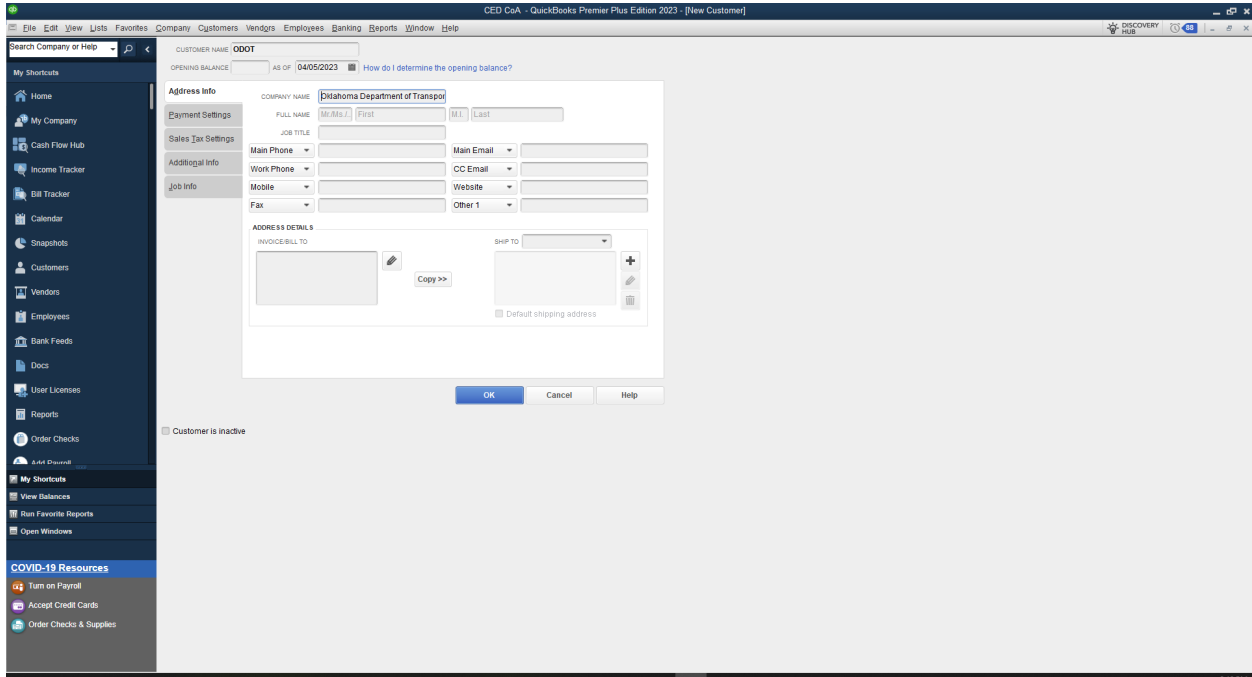 CED CoA - QuickBooks Premier Plus Edition 2023 - [New Customer]
File Edit View Lists Favorites Company Customers Vendors Employees Banking Reports Window Help
DISCOVERY HUB 88
Search Company or Help
My Shortcuts
Home
My Company
Cash Flow Hub
Income Tracker
Bill Tracker
Calendar
Snapshots
Customers
Vendors
Employees
Bank Feeds
Docs
User Licenses
Reports
Order Checks
Add Payroll
My Shortcuts
View Balances
Run Favorite Reports
Open Windows
COVID-19 Resources
Turn on Payroll
Accept Credit Cards
Order Checks & Supplies
CUSTOMER NAME ODOT
OPENING BALANCE AS OF 04/05/2023 How do I determine the opening balance?
Address Info
Payment Settings
Sales Tax Settings
Additional Info
Job Info
COMPANY NAME Oklahoma Department of Transpor
FULL NAME Mr./Ms./.. First M.I. Last
JOB TITLE
Main Phone Main Email
Work Phone CC Email
Mobile Website
Fax Other 1
ADDRESS DETAILS
INVOICE/BILL TO SHIP TO
Copy >>
Default shipping address
OK Cancel Help
Customer is inactive